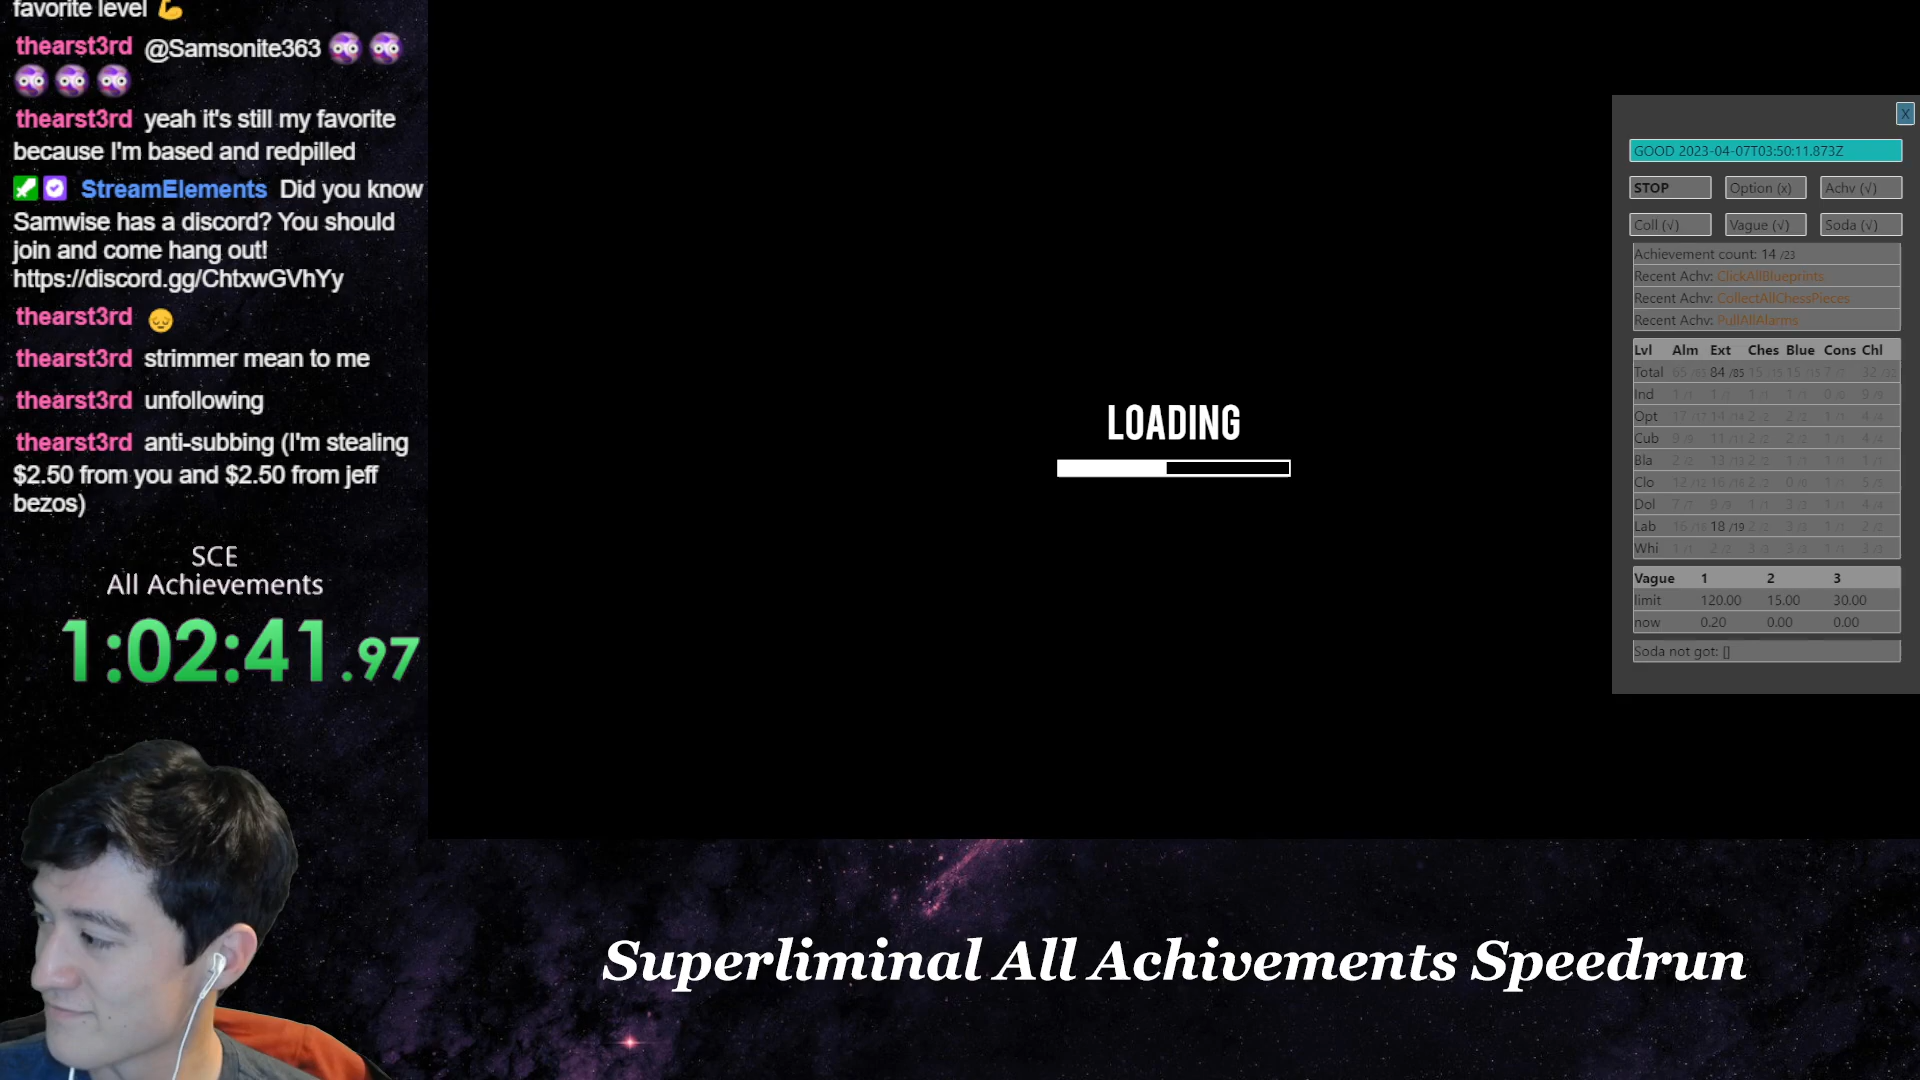 favorite level 💪
thearst3rd @Samsonite363
thearst3rd yeah it's still my favorite
because I'm based and redpilled
StreamElements Did you know
Samwise has a discord? You should
join and come hang out!
https://discord.gg/ChtxwGVhYy
thearst3rd 😔
thearst3rd strimmer mean to me
thearst3rd unfollowing
thearst3rd anti-subbing (I'm stealing
$2.50 from you and $2.50 from jeff
bezos)
SCE
All Achievements
1:02:41.97
LOADING
X
GOOD 2023-04-07T03:50:11.873Z
STOP Option (x) Achv (√)
Coll (√) Vague (√) Soda (√)
Achievement count: 14 /23
Recent Achv: ClickAllBlueprints
Recent Achv: CollectAllChessPieces
Recent Achv: PullAllAlarms
Lvl Alm Ext Ches Blue Cons Chl
Total 84 /85
Ind
Opt
Cub
Bla
Clo
Dol
Lab 18 /19
Whi
Vague 1 2 3
limit 120.00 15.00 30.00
now 0.20 0.00 0.00
Soda not got: []
Superliminal All Achivements Speedrun